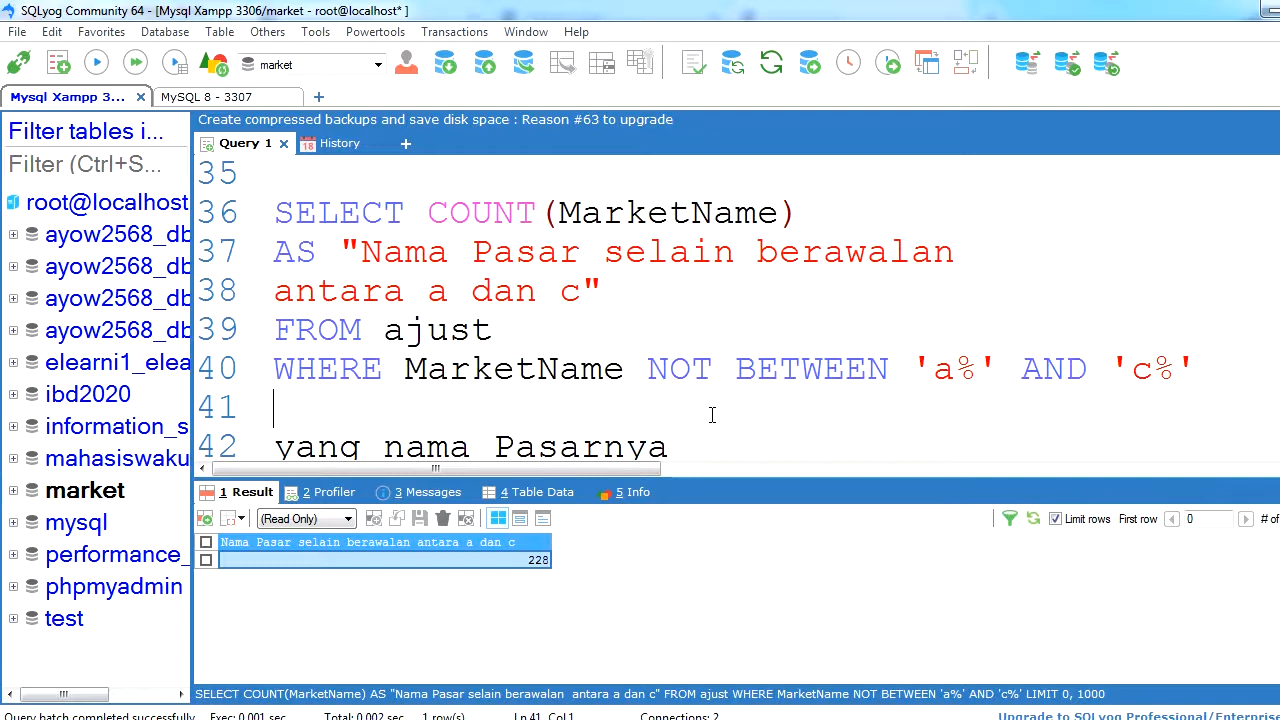 SQLyog Community 64 - [Mysql Xampp 3306/market - root@localhost* ]
File Edit Favorites Database Table Others Tools Powertools Transactions Window Help
market
Mysql Xampp 3... MySQL 8 - 3307
Filter tables i...
Filter (Ctrl+S...
root@localhost
ayow2568_db
ayow2568_db
ayow2568_db
ayow2568_db
elearni1_elea
ibd2020
information_s
mahasiswaku
market
mysql
performance_
phpmyadmin
test
Create compressed backups and save disk space : Reason #63 to upgrade
Query 1 History
35
36 SELECT COUNT(MarketName)
37 AS "Nama Pasar selain berawalan
38 antara a dan c"
39 FROM ajust
40 WHERE MarketName NOT BETWEEN 'a%' AND 'c%'
41
42 yang nama Pasarnya
1 Result 2 Profiler 3 Messages 4 Table Data 5 Info
(Read Only) Limit rows First row 0 # of
Nama Pasar selain berawalan antara a dan c
228
SELECT COUNT(MarketName) AS "Nama Pasar selain berawalan antara a dan c" FROM ajust WHERE MarketName NOT BETWEEN 'a%' AND 'c%' LIMIT 0, 1000
Query batch completed successfully Exec: 0.001 sec Total: 0.002 sec 1 row(s) Ln 41, Col 1 Connections: 2 Upgrade to SQLyog Professional/Enterprise